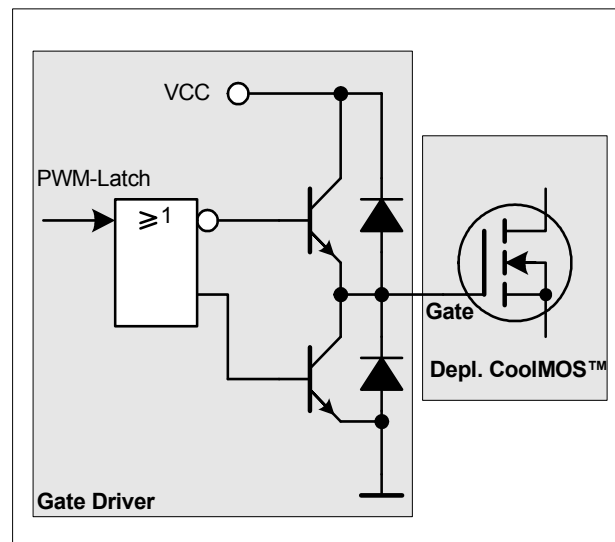 VCC
PWM-Latch
≥1
Gate
Depl. CoolMOS™
Gate Driver